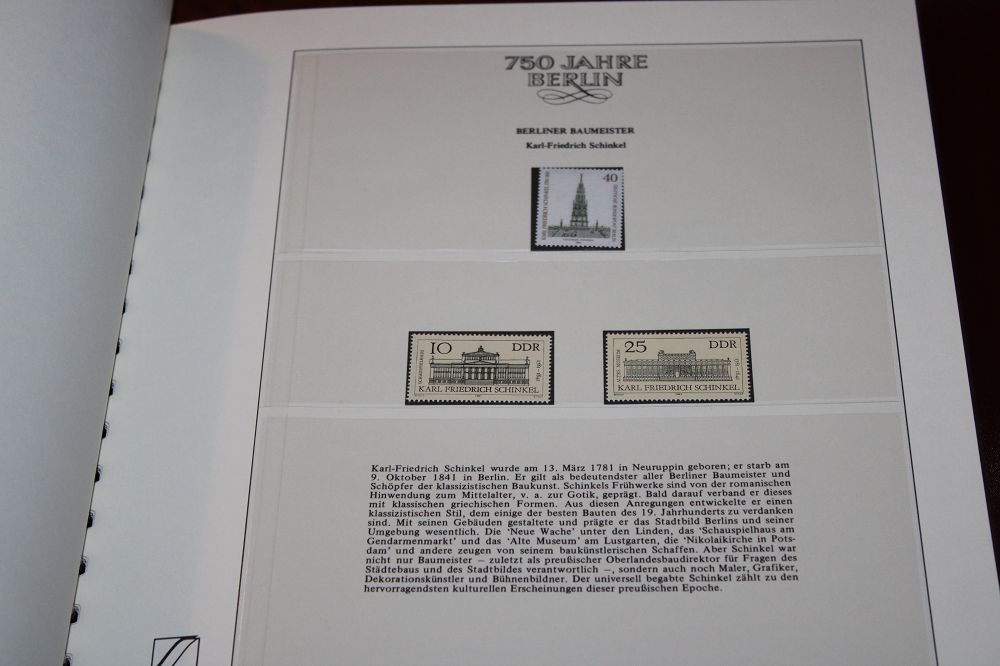 750 JAHRE
BERLIN
BERLINER BAUMEISTER
Karl-Friedrich Schinkel
40
KARL FRIEDRICH SCHINKEL
DEUTSCHE BUNDESPOST BERLIN
10 DDR
SCHAUSPIELHAUS
KARL FRIEDRICH SCHINKEL
25 DDR
ALTES MUSEUM
KARL FRIEDRICH SCHINKEL
Karl-Friedrich Schinkel wurde am 13. März 1781 in Neuruppin geboren; er starb am
9. Oktober 1841 in Berlin. Er gilt als bedeutendster aller Berliner Baumeister und
Schöpfer der klassizistischen Baukunst. Schinkels Frühwerke sind von der romanischen
Hinwendung zum Mittelalter, v. a. zur Gotik, geprägt. Bald darauf verband er dieses
mit klassischen griechischen Formen. Aus diesen Anregungen entwickelte er einen
klassizistischen Stil, dem einige der besten Bauten des 19. Jahrhunderts zu verdanken
sind. Mit seinen Gebäuden gestaltete und prägte er das Stadtbild Berlins und seiner
Umgebung wesentlich. Die 'Neue Wache' unter den Linden, das 'Schauspielhaus am
Gendarmenmarkt' und das 'Alte Museum' am Lustgarten, die 'Nikolaikirche in Pots-
dam' und andere zeugen von seinem baukünstlerischen Schaffen. Aber Schinkel war
nicht nur Baumeister – zuletzt als preußischer Oberlandesbaudirektor für Fragen des
Städtebaus und des Stadtbildes verantwortlich –, sondern auch noch Maler, Grafiker,
Dekorationskünstler und Bühnenbildner. Der universell begabte Schinkel zählt zu den
hervorragendsten kulturellen Erscheinungen dieser preußischen Epoche.